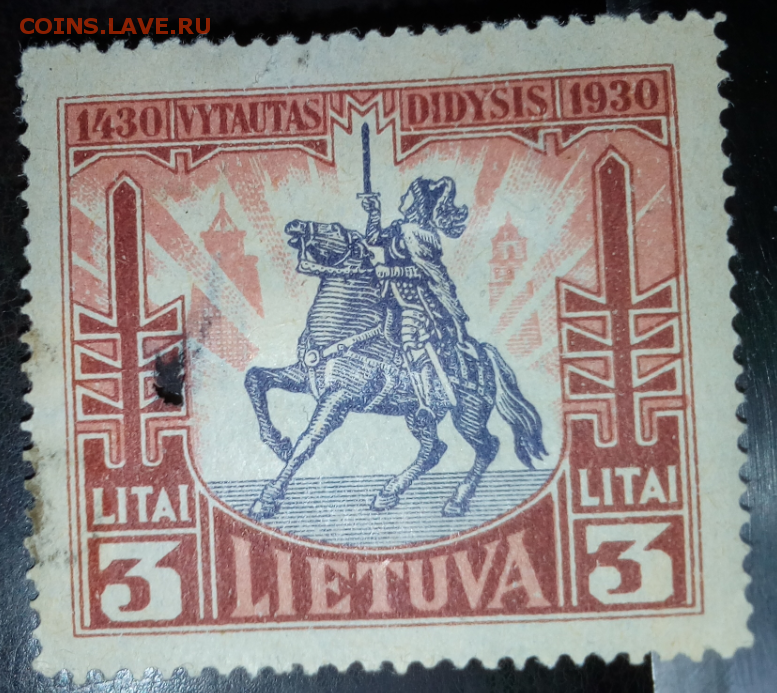 COINS.LAVE.RU
1430 VYTAUTAS DIDYSIS 1930
LITAI LITAI
3 LIETUVA 3